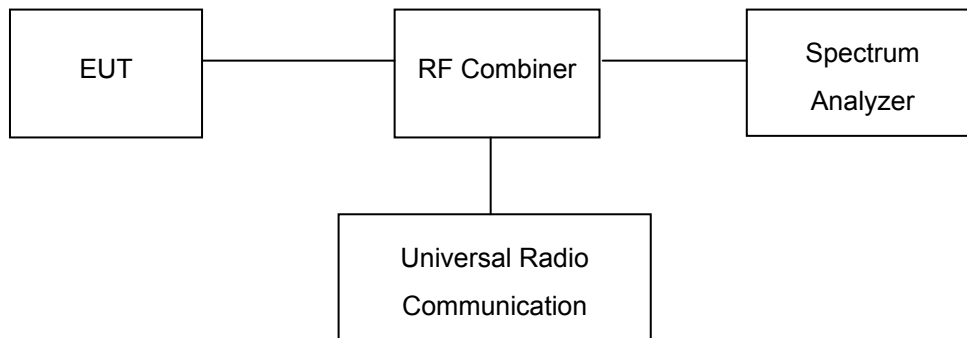 EUT
RF Combiner
Spectrum
Analyzer
Universal Radio
Communication